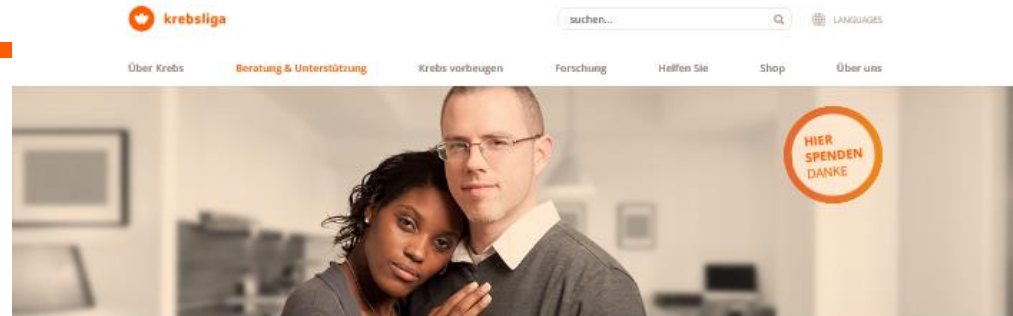 krebsliga
suchen...
LANGUAGES
Über Krebs
Beratung & Unterstützung
Krebs vorbeugen
Forschung
Helfen Sie
Shop
Über uns
HIER
SPENDEN
DANKE